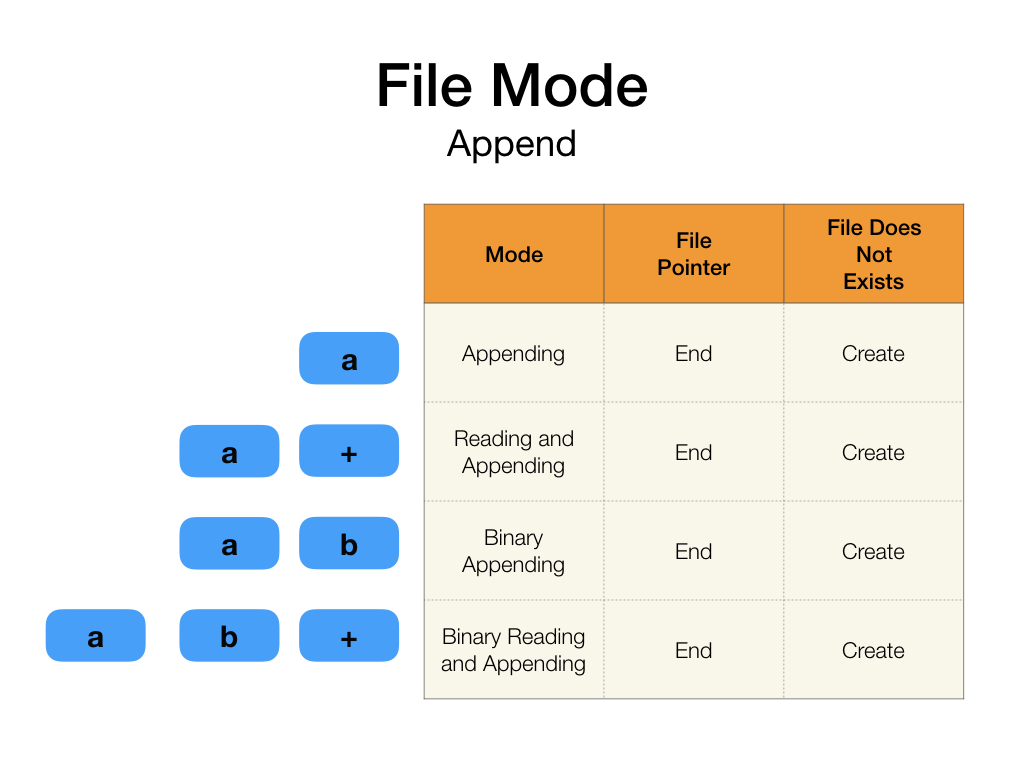 File Mode
Append
Mode
File
Pointer
File Does
Not
Exists
a
Appending
End
Create
a
+
Reading and
Appending
End
Create
a
b
Binary
Appending
End
Create
a
b
+
Binary Reading
and Appending
End
Create